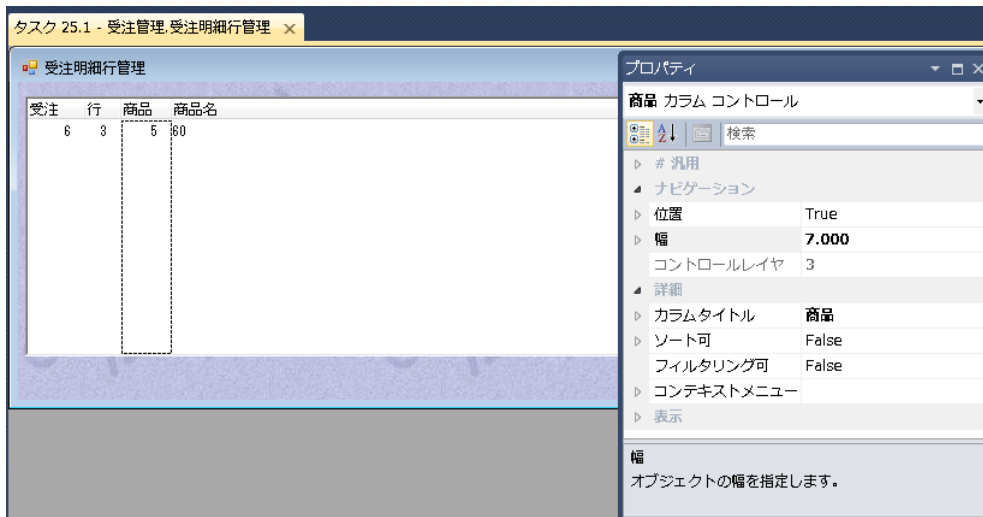 タスク 25.1 - 受注管理.受注明細行管理
受注明細行管理
受注 行 商品 商品名
6 3 5 60
プロパティ
商品 カラム コントロール
検索
# 汎用
ナビゲーション
位置 True
幅 7.000
コントロールレイヤ 3
詳細
カラムタイトル 商品
ソート可 False
フィルタリング可 False
コンテキストメニュー
表示
幅
オブジェクトの幅を指定します。